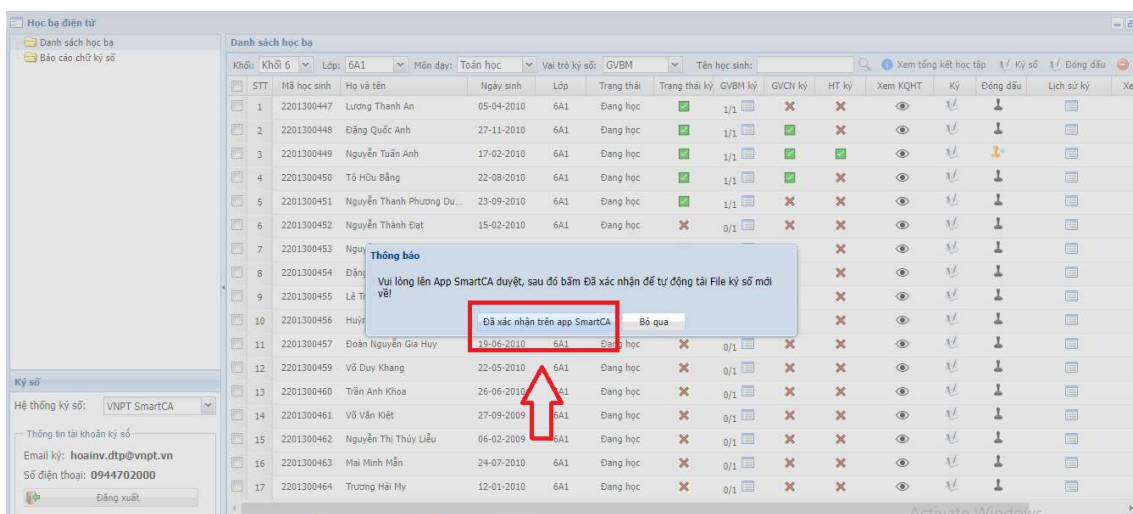 Học bạ điện tử
Danh sách học bạ
Báo cáo chữ ký số
Danh sách học bạ
Khối: Khối 6 Lớp: 6A1 Môn dạy: Toán học Vai trò ký số: GVBM Tên học sinh: Xem tổng kết học tập Ký số Đóng dấu
STT Mã học sinh Họ và tên Ngày sinh Lớp Trạng thái Trạng thái ký GVBM ký GVCN ký HT ký Xem KQHT Ký Đóng dấu Lịch sử ký Xe
1 2201300447 Lương Thanh An 05-04-2010 6A1 Đang học 1/1
2 2201300448 Đặng Quốc Anh 27-11-2010 6A1 Đang học 1/1
3 2201300449 Nguyễn Tuấn Anh 17-02-2010 6A1 Đang học 1/1
4 2201300450 Tô Hữu Bằng 22-08-2010 6A1 Đang học 1/1
5 2201300451 Nguyễn Thanh Phương Du... 23-09-2010 6A1 Đang học 1/1
6 2201300452 Nguyễn Thành Đạt 15-02-2010 6A1 Đang học 0/1
7 2201300453
8 2201300454
9 2201300455
10 2201300456
Thông báo
Vui lòng lên App SmartCA duyệt, sau đó bấm Đã xác nhận để tự động tải File ký số mới
về!
Đã xác nhận trên app SmartCA Bỏ qua
11 2201300457 Đoàn Nguyễn Gia Huy 19-06-2010 6A1 Đang học 0/1
12 2201300459 Võ Duy Khang 22-05-2010 6A1 Đang học 0/1
13 2201300460 Trần Anh Khoa 26-06-2010 Đang học 0/1
14 2201300461 Võ Văn Kiệt 27-09-2009 6A1 Đang học 0/1
15 2201300462 Nguyễn Thị Thúy Liễu 06-02-2009 6A1 Đang học 0/1
16 2201300463 Mai Minh Mẫn 24-07-2010 6A1 Đang học 0/1
17 2201300464 Trương Hải My 12-01-2010 6A1 Đang học 0/1
Ký số
Hệ thống ký số: VNPT SmartCA
Thông tin tài khoản ký số
Email ký: hoainv.dtp@vnpt.vn
Số điện thoại: 0944702000
Đăng xuất
Activate Windows